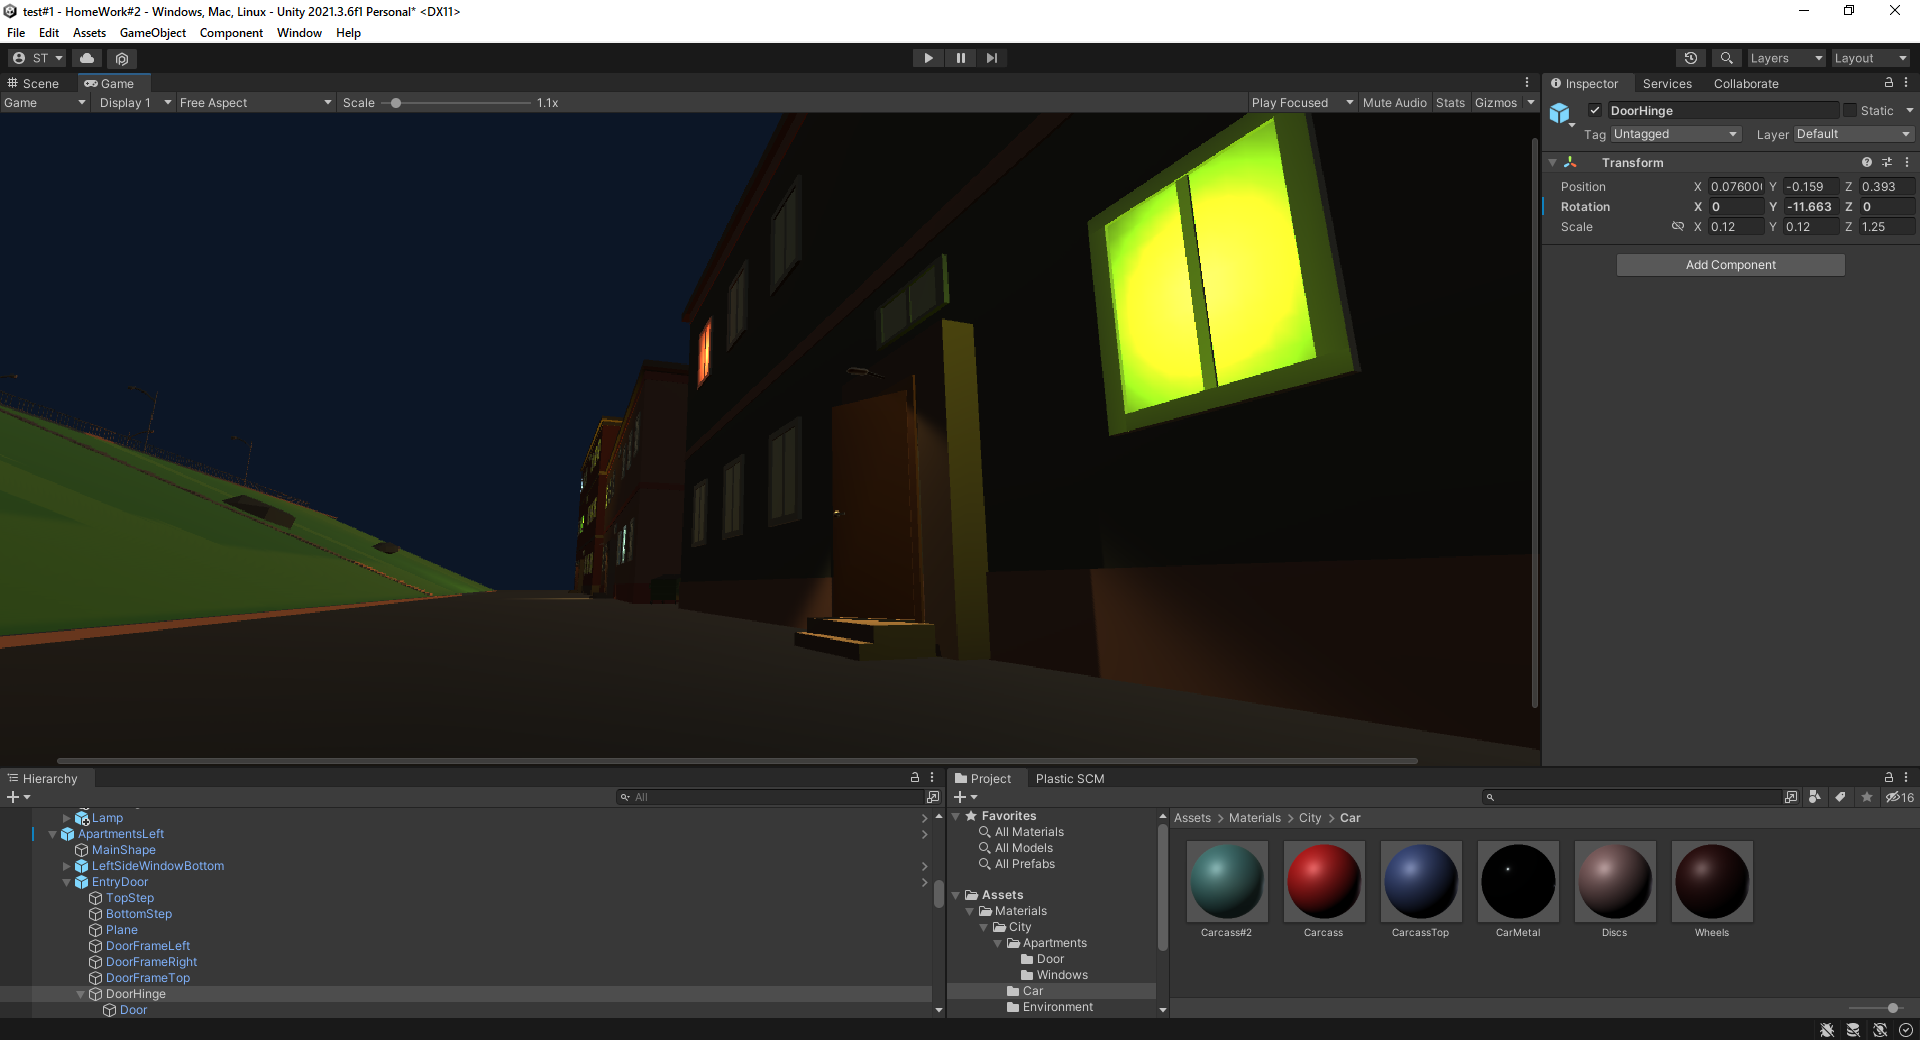 test#1 - HomeWork#2 - Windows, Mac, Linux - Unity 2021.3.6f1 Personal* <DX11>
File Edit Assets GameObject Component Window Help
ST Layers Layout
Scene Game
Game Display 1 Free Aspect Scale 1.1x Play Focused Mute Audio Stats Gizmos
Inspector Services Collaborate
DoorHinge Static
Tag Untagged Layer Default
Transform
Position X 0.07600 Y -0.159 Z 0.393
Rotation X 0 Y -11.663 Z 0
Scale X 0.12 Y 0.12 Z 1.25
Add Component
Hierarchy
All
Lamp
ApartmentsLeft
MainShape
LeftSideWindowBottom
EntryDoor
TopStep
BottomStep
Plane
DoorFrameLeft
DoorFrameRight
DoorFrameTop
DoorHinge
Door
Project Plastic SCM
16
Favorites
All Materials
All Models
All Prefabs
Assets
Materials
City
Apartments
Door
Windows
Car
Environment
Assets > Materials > City > Car
Carcass#2 Carcass CarcassTop CarMetal Discs Wheels